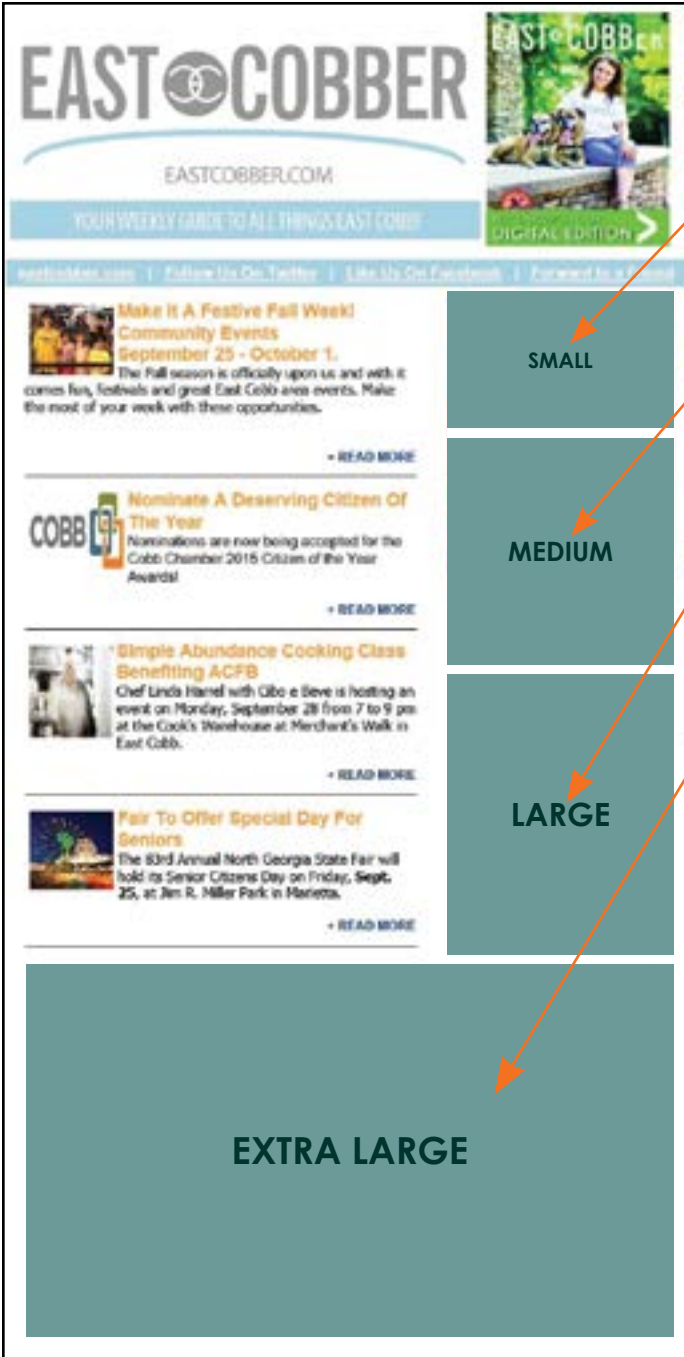 EAST COBBER
EASTCOBBER.COM
YOUR WEEKLY GUIDE TO ALL THINGS EAST COBB
EAST COBBER
DIGITAL EDITION
eastcobber.com | Follow Us On Twitter | Like Us On Facebook | Forward to a Friend
Make It A Festive Fall Week!
Community Events
September 25 - October 1.
The Fall season is officially upon us and with it
comes fun, festivals and great East Cobb area events. Make
the most of your week with these opportunities.
+ READ MORE
COBB
Nominate A Deserving Citizen Of
The Year
Nominations are now being accepted for the
Cobb Chamber 2015 Citizen of the Year
Awards!
+ READ MORE
Simple Abundance Cooking Class
Benefiting ACFB
Chef Linda Harrel with Cibo e Beve is hosting an
event on Monday, September 28 from 7 to 9 pm
at the Cook's Warehouse at Merchant's Walk in
East Cobb.
+ READ MORE
Fair To Offer Special Day For
Seniors
The 83rd Annual North Georgia State Fair will
hold its Senior Citizens Day on Friday, Sept.
25, at Jim R. Miller Park in Marietta.
+ READ MORE
SMALL
MEDIUM
LARGE
EXTRA LARGE